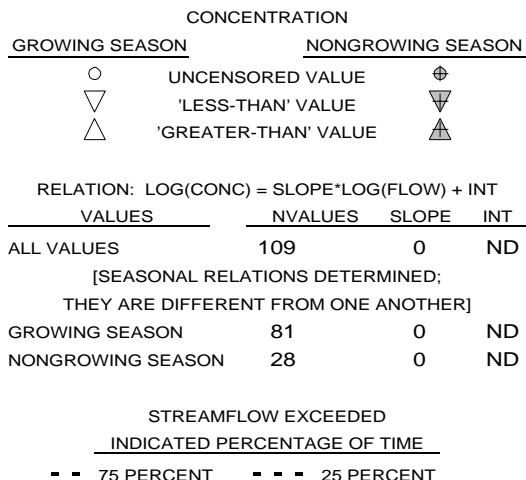 CONCENTRATION
GROWING SEASON NONGROWING SEASON
UNCENSORED VALUE
'LESS-THAN' VALUE
'GREATER-THAN' VALUE
RELATION: LOG(CONC) = SLOPE*LOG(FLOW) + INT
VALUES NVALUES SLOPE INT
ALL VALUES 109 0 ND
[SEASONAL RELATIONS DETERMINED;
THEY ARE DIFFERENT FROM ONE ANOTHER]
GROWING SEASON 81 0 ND
NONGROWING SEASON 28 0 ND
STREAMFLOW EXCEEDED
INDICATED PERCENTAGE OF TIME
75 PERCENT 25 PERCENT